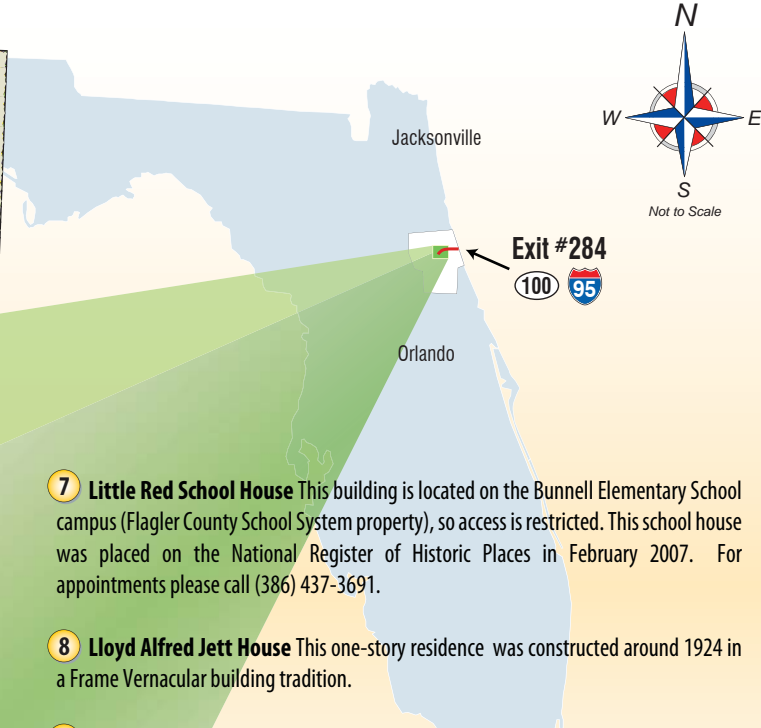 N
Jacksonville
W
E
S
Not to Scale
Exit #284
100 95
Orlando
7 Little Red School House This building is located on the Bunnell Elementary School
campus (Flagler County School System property), so access is restricted. This school house
was placed on the National Register of Historic Places in February 2007. For
appointments please call (386) 437-3691.
8 Lloyd Alfred Jett House This one-story residence was constructed around 1924 in
a Frame Vernacular building tradition.